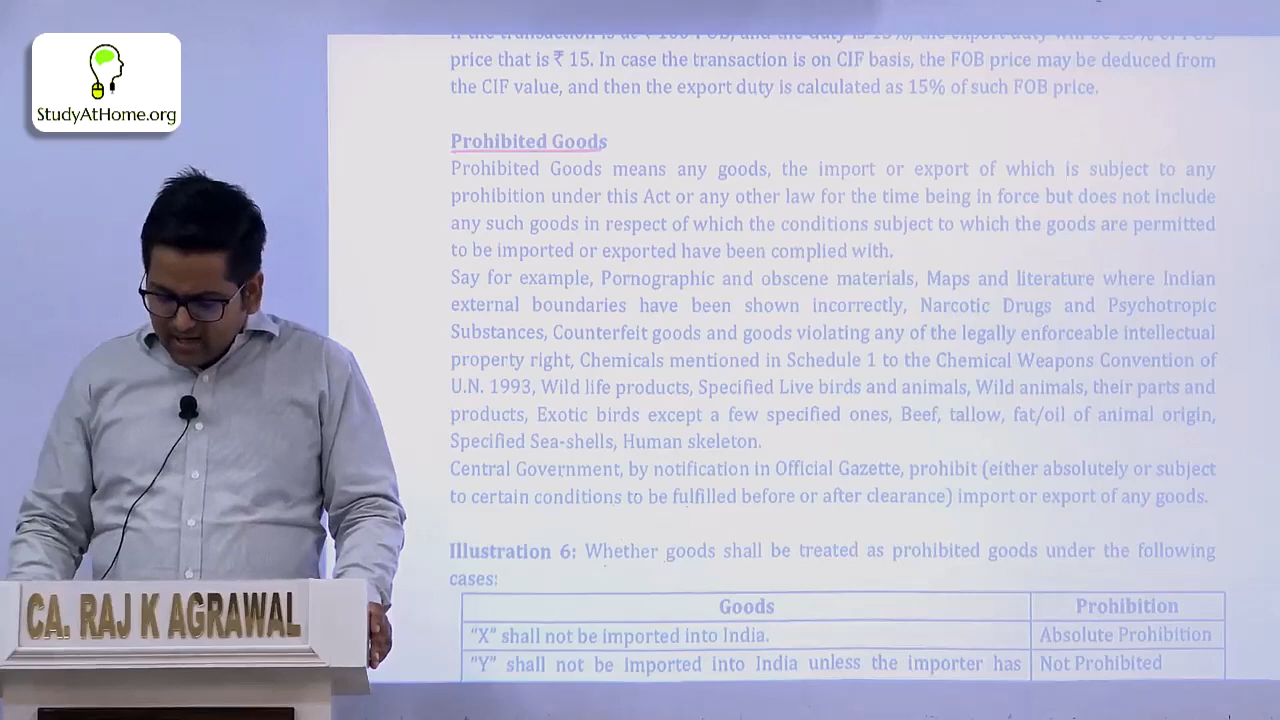 StudyAtHome.org
price that is ₹ 15. In case the transaction is on CIF basis, the FOB price may be deduced from
the CIF value, and then the export duty is calculated as 15% of such FOB price.
Prohibited Goods
Prohibited Goods means any goods, the import or export of which is subject to any
prohibition under this Act or any other law for the time being in force but does not include
any such goods in respect of which the conditions subject to which the goods are permitted
to be imported or exported have been complied with.
Say for example, Pornographic and obscene materials, Maps and literature where Indian
external boundaries have been shown incorrectly, Narcotic Drugs and Psychotropic
Substances, Counterfeit goods and goods violating any of the legally enforceable intellectual
property right, Chemicals mentioned in Schedule 1 to the Chemical Weapons Convention of
U.N. 1993, Wild life products, Specified Live birds and animals, Wild animals, their parts and
products, Exotic birds except a few specified ones, Beef, tallow, fat/oil of animal origin,
Specified Sea-shells, Human skeleton.
Central Government, by notification in Official Gazette, prohibit (either absolutely or subject
to certain conditions to be fulfilled before or after clearance) import or export of any goods.
Illustration 6: Whether goods shall be treated as prohibited goods under the following
cases:
Goods Prohibition
"X" shall not be imported into India. Absolute Prohibition
"Y" shall not be imported into India unless the importer has Not Prohibited
CA. RAJ K AGRAWAL